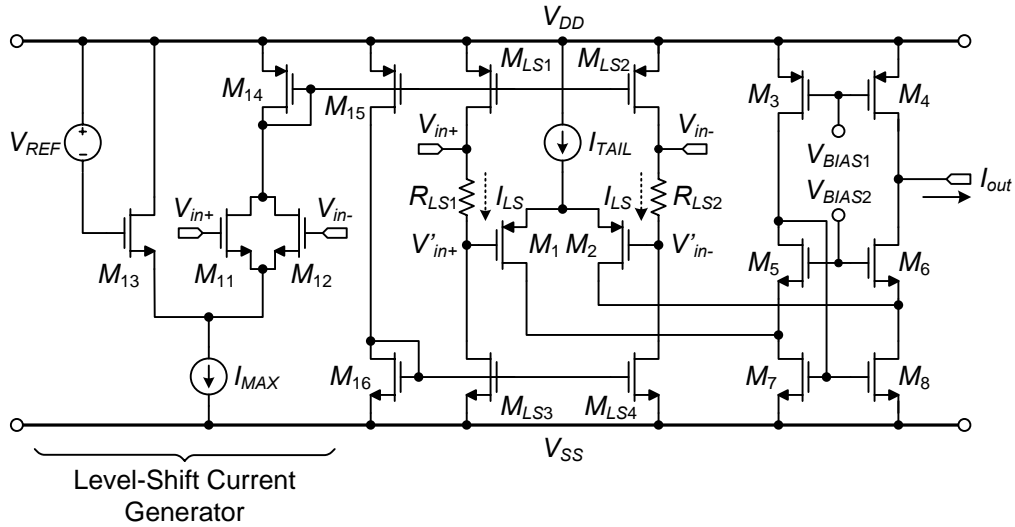 V_DD
M_14
M_15
M_LS1
M_LS2
M_3
M_4
V_REF
V_in+
V_in-
I_TAIL
V_BIAS1
V_BIAS2
I_out
R_LS1
I_LS
I_LS
R_LS2
V_in+
V_in-
M_13
M_11
M_12
V'_in+
M_1
M_2
V'_in-
M_5
M_6
I_MAX
M_16
M_LS3
M_LS4
M_7
M_8
V_SS
Level-Shift Current
Generator